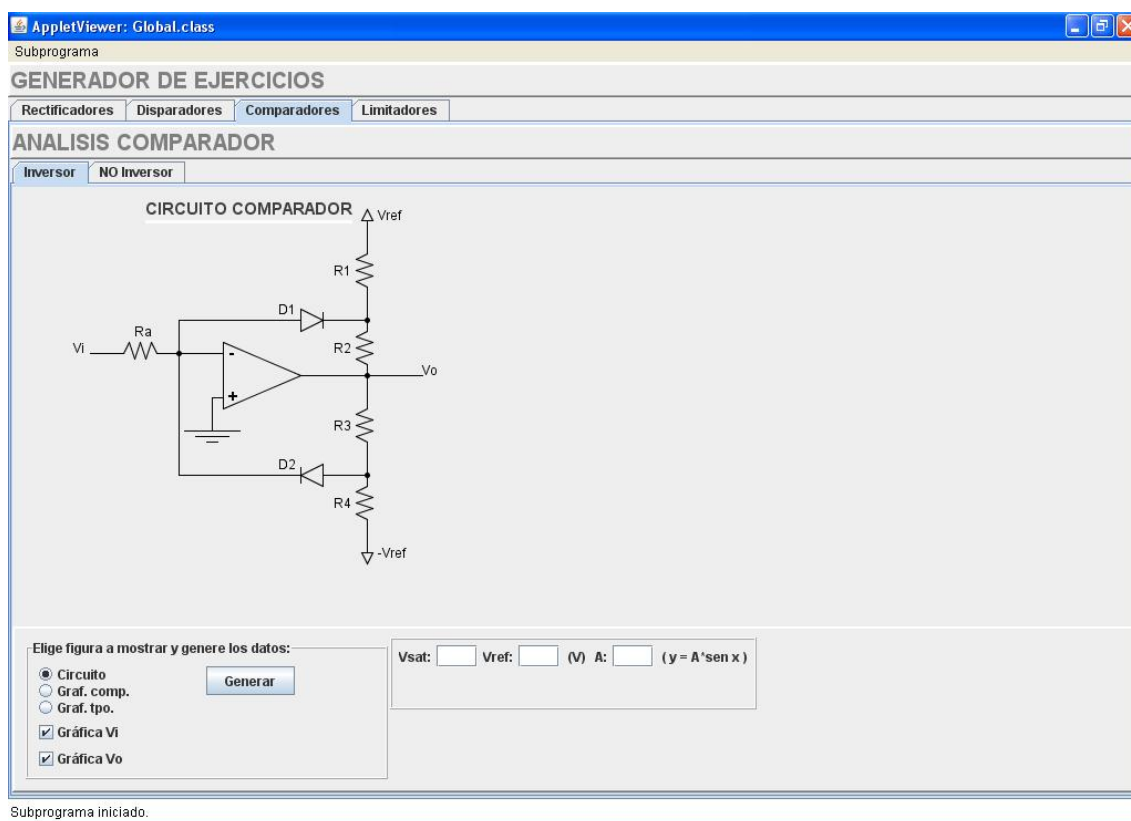 AppletViewer: Global.class
Subprograma
GENERADOR DE EJERCICIOS
Rectificadores Disparadores Comparadores Limitadores
ANALISIS COMPARADOR
Inversor NO Inversor
CIRCUITO COMPARADOR
Vref
R1
D1
Ra
Vi
R2
-
Vo
+
R3
D2
R4
-Vref
Elige figura a mostrar y genere los datos:
Circuito
Graf. comp.
Graf. tpo.
Gráfica Vi
Gráfica Vo
Generar
Vsat: Vref: (V) A: ( y = A*sen x )
Subprograma iniciado.